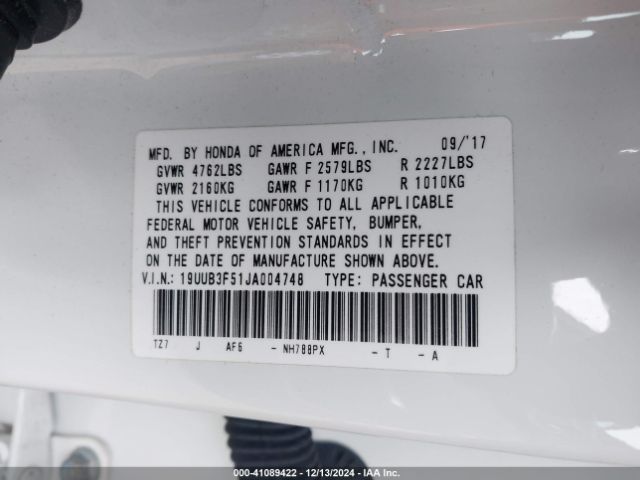 MFD. BY HONDA OF AMERICA MFG., INC. 09/'17
GVWR 4762LBS GAWR F 2579LBS R 2227LBS
GVWR 2160KG GAWR F 1170KG R 1010KG
THIS VEHICLE CONFORMS TO ALL APPLICABLE
FEDERAL MOTOR VEHICLE SAFETY, BUMPER,
AND THEFT PREVENTION STANDARDS IN EFFECT
ON THE DATE OF MANUFACTURE SHOWN ABOVE.
V.I.N.: 19UUB3F51JA004748 TYPE: PASSENGER CAR
TZ7 J AF6 - NH788PX - T - A
000-41089422 - 12/13/2024 - IAA Inc.